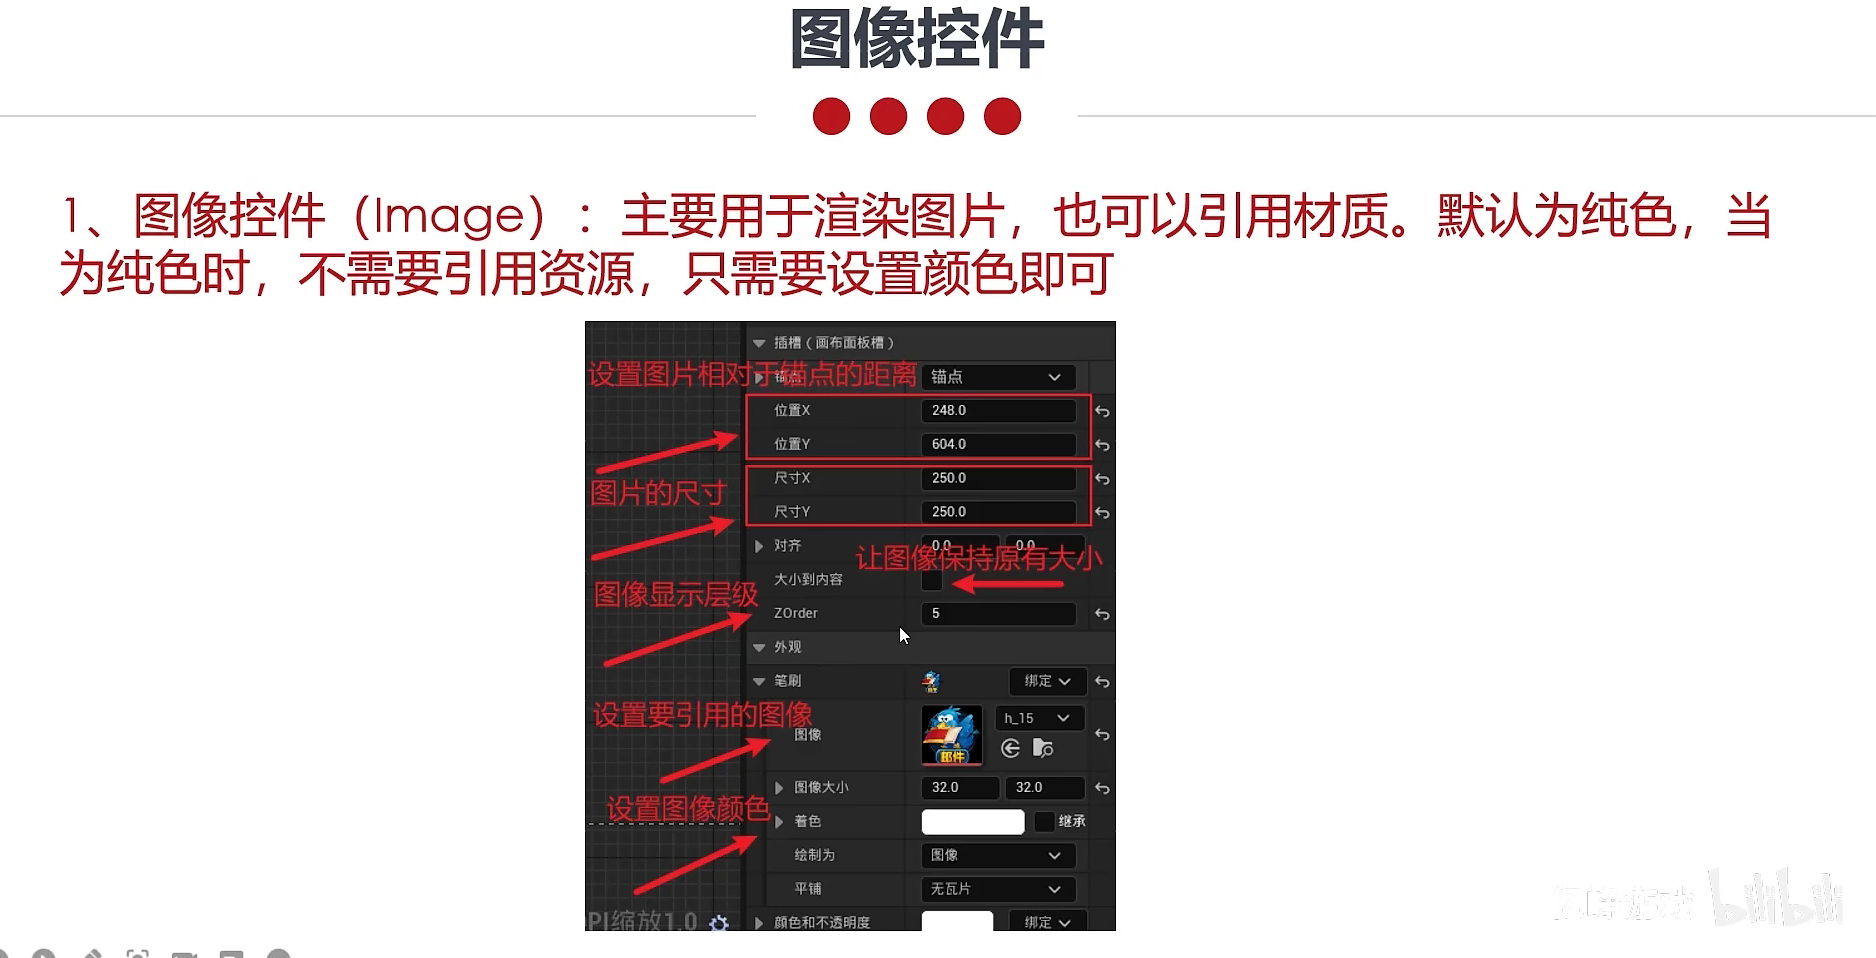 图像控件
1、图像控件（Image）：主要用于渲染图片，也可以引用材质。默认为纯色，当
为纯色时，不需要引用资源，只需要设置颜色即可
插槽（画布面板槽）
设置图片相对于锚点的距离
锚点
位置X 248.0
位置Y 604.0
图片的尺寸
尺寸X 250.0
尺寸Y 250.0
对齐 0.0 0.0
让图像保持原有大小
大小到内容
图像显示层级
ZOrder 5
外观
笔刷 绑定
设置要引用的图像
图像 h_15
邮件
图像大小 32.0 32.0
设置图像颜色
着色 继承
绘制为 图像
平铺 无瓦片
PI缩放1.0
颜色和不透明度 绑定
bilibili